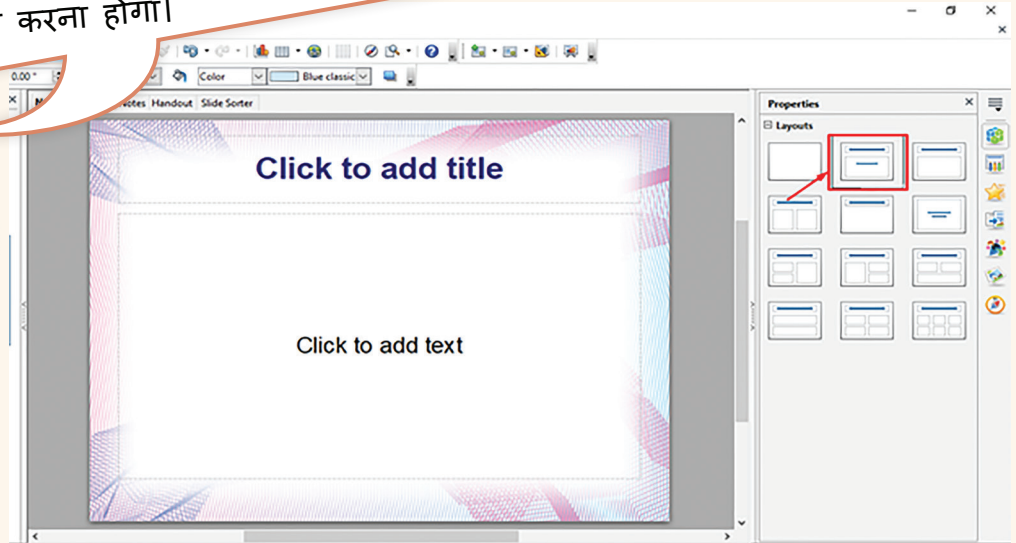 करना होगा।
0.00 "
Color
Blue classic
Notes Handout Slide Sorter
Properties
Layouts
Click to add title
Click to add text